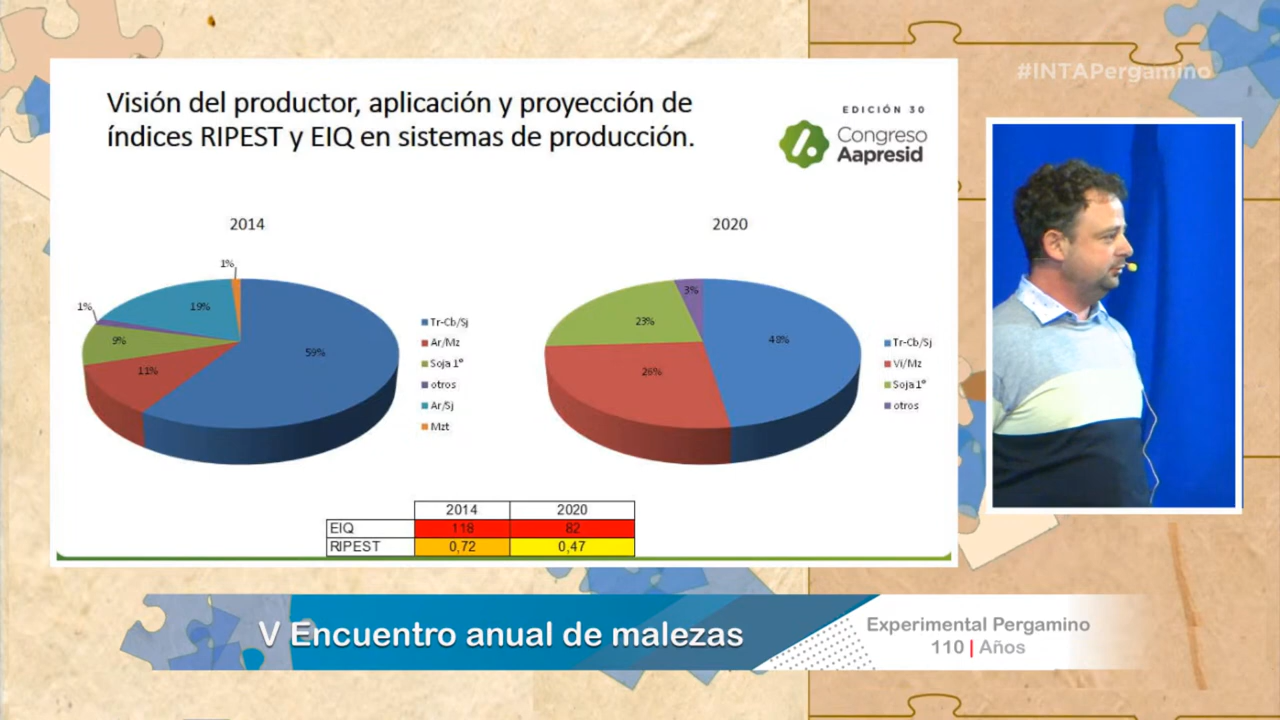 #INTAPergamino
Visión del productor, aplicación y proyección de
índices RIPEST y EIQ en sistemas de producción.
EDICIÓN 30
Congreso
Aapresid
2014
1%
1%
19%
9%
11%
59%
Tr-Cb/Sj
Ar/Mz
Soja 1°
otros
Ar/Sj
Mzt
2020
3%
23%
48%
26%
Tr-Cb/Sj
Vi/Mz
Soja 1°
otros
2014 2020
EIQ 118 82
RIPEST 0,72 0,47
V Encuentro anual de malezas
Experimental Pergamino
110 | Años